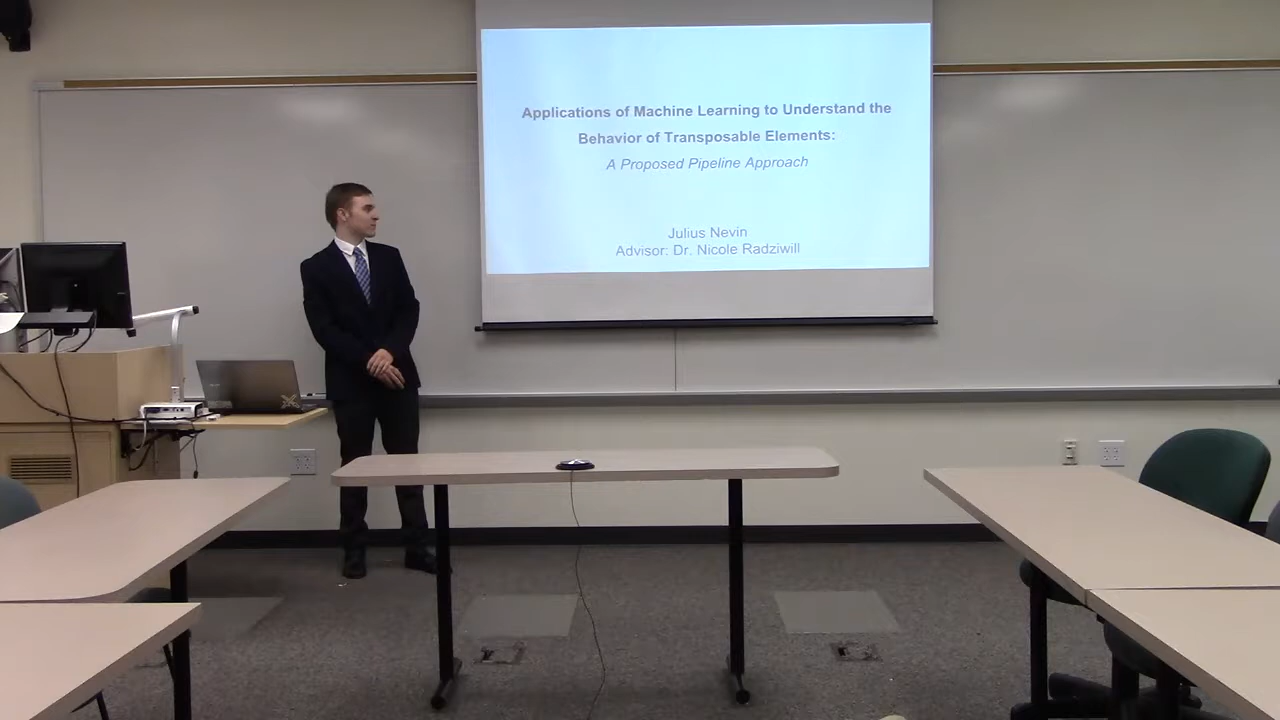 Applications of Machine Learning to Understand the
Behavior of Transposable Elements:
A Proposed Pipeline Approach
Julius Nevin
Advisor: Dr. Nicole Radziwill